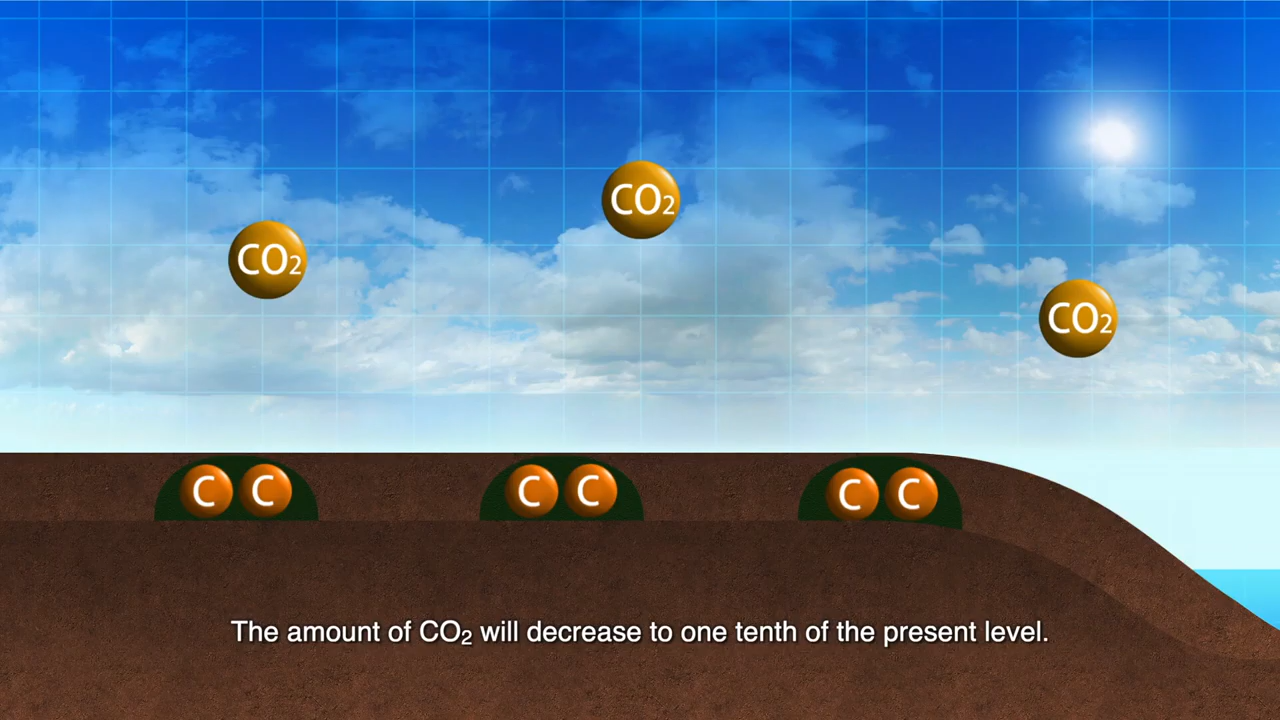 CO₂
CO₂
CO₂
C C
C C
C C
The amount of CO₂ will decrease to one tenth of the present level.